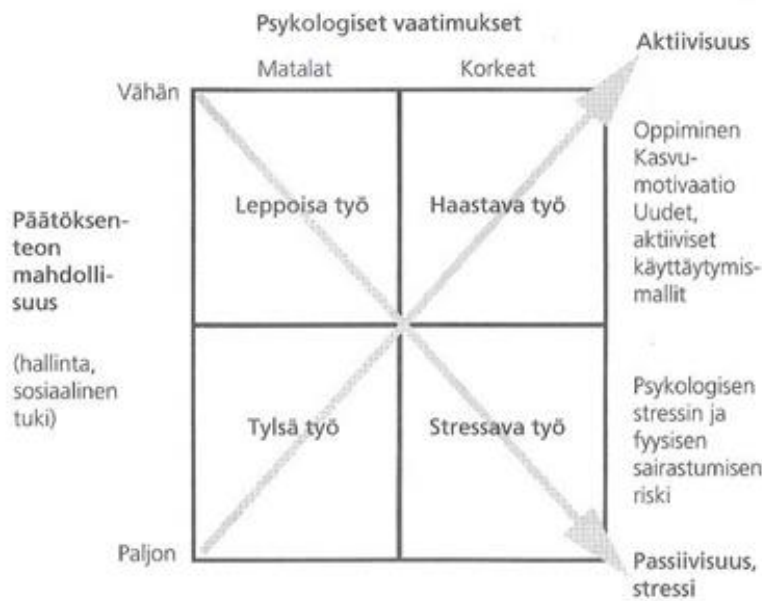 Psykologiset vaatimukset
Matalat
Korkeat
Aktiivisuus
Vähän
Oppiminen
Kasvu-
motivaatio
Uudet,
aktiiviset
käyttäytymis-
mallit
Leppoisa työ
Haastava työ
Päätöksen-
teon
mahdolli-
suus
(hallinta,
sosiaalinen
tuki)
Tylsä työ
Stressava työ
Psykologisen
stressin ja
fyysisen
sairastumisen
riski
Paljon
Passiivisuus,
stressi